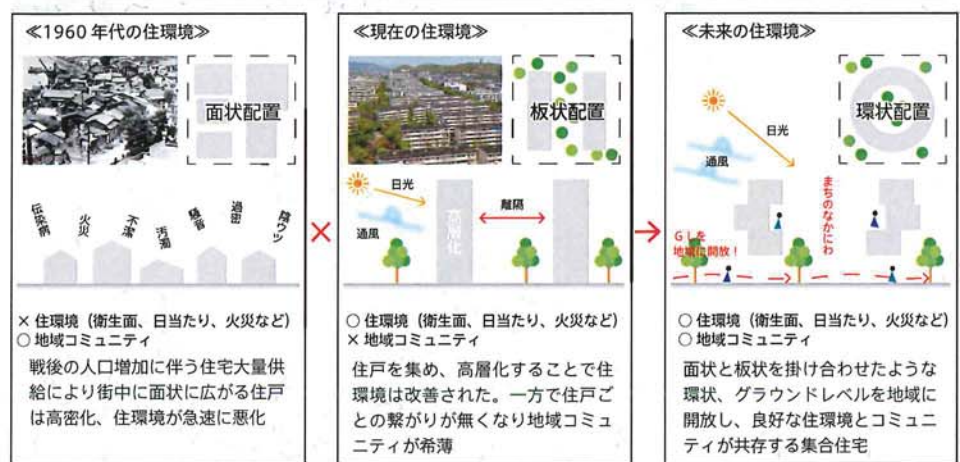 ≪1960 年代の住環境≫
面状配置
伝染病
火災
不潔
汚濁
騒音
過密
陰ウツ
× 住環境（衛生面、日当たり、火災など）
○ 地域コミュニティ
戦後の人口増加に伴う住宅大量供
給により街中に面状に広がる住戸
は高密化、住環境が急速に悪化
×
≪現在の住環境≫
板状配置
日光
通風
高層化
離隔
○ 住環境（衛生面、日当たり、火災など）
× 地域コミュニティ
住戸を集め、高層化することで住
環境は改善された。一方で住戸ご
との繋がりが無くなり地域コミュ
ニティが希薄
≪未来の住環境≫
環状配置
日光
通風
まちのなかにわ
GLを
地域に開放！
○ 住環境（衛生面、日当たり、火災など）
○ 地域コミュニティ
面状と板状を掛け合わせたような
環状、グラウンドレベルを地域に
開放し、良好な住環境とコミュニ
ティが共存する集合住宅